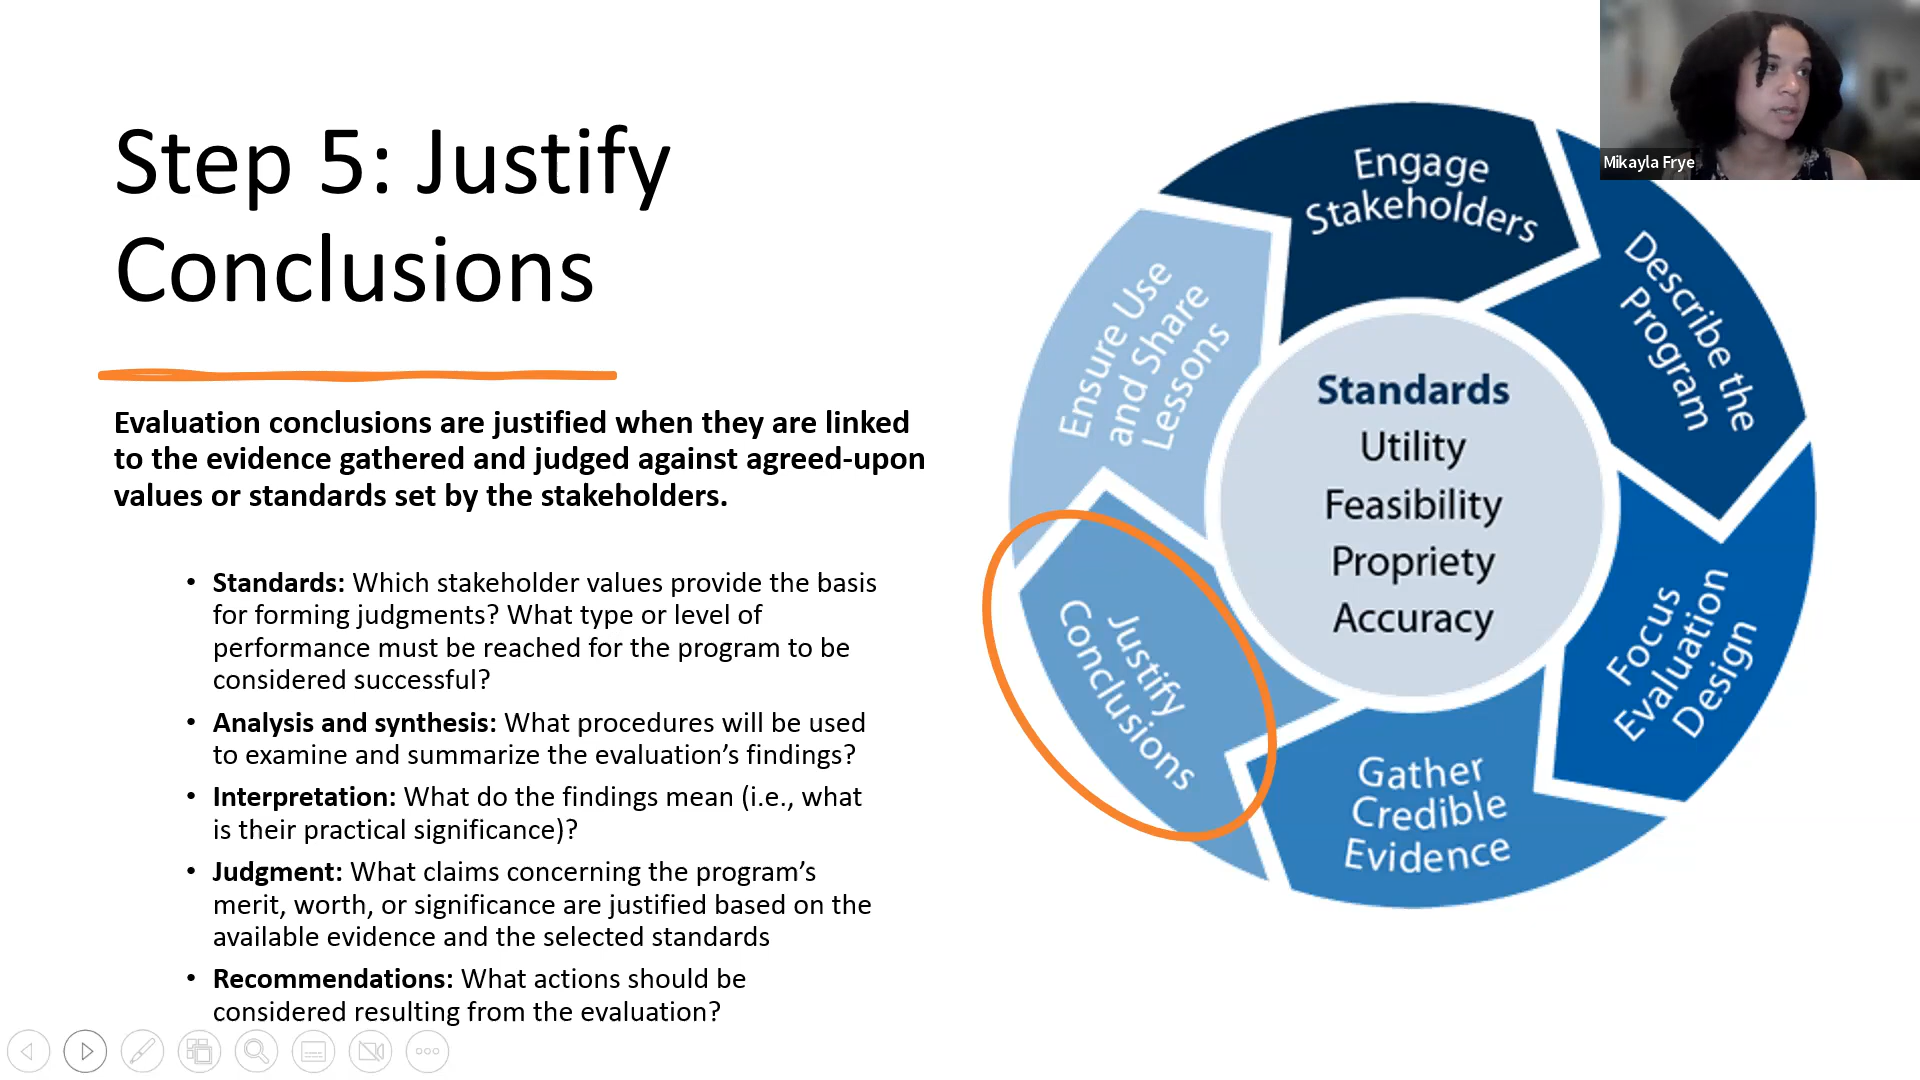 Step 5: Justify
Conclusions
Evaluation conclusions are justified when they are linked
to the evidence gathered and judged against agreed-upon
values or standards set by the stakeholders.
• Standards: Which stakeholder values provide the basis
for forming judgments? What type or level of
performance must be reached for the program to be
considered successful?
• Analysis and synthesis: What procedures will be used
to examine and summarize the evaluation’s findings?
• Interpretation: What do the findings mean (i.e., what
is their practical significance)?
• Judgment: What claims concerning the program’s
merit, worth, or significance are justified based on the
available evidence and the selected standards
• Recommendations: What actions should be
considered resulting from the evaluation?
Engage
Stakeholders
Describe the
Program
Focus
Evaluation
Design
Gather
Credible
Evidence
Justify
Conclusions
Ensure Use
and Share
Lessons
Standards
Utility
Feasibility
Propriety
Accuracy
Mikayla Frye